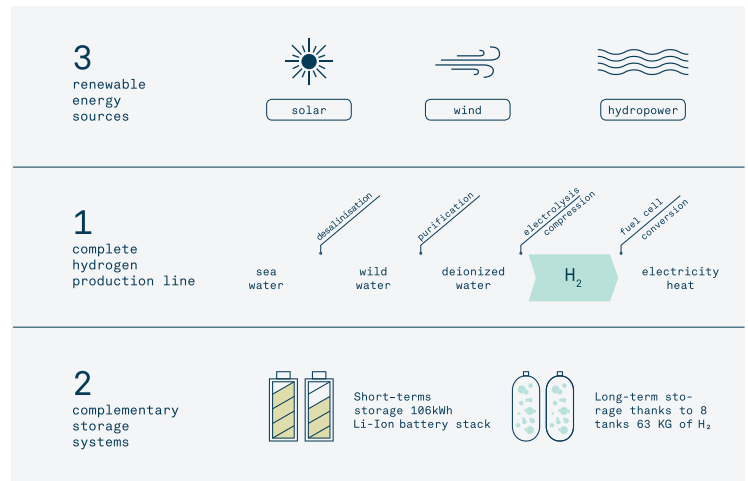 3
renewable
energy
sources
solar
wind
hydropower
1
complete
hydrogen
production line
desalinisation
purification
electrolysis
compression
fuel cell
conversion
sea
water
wild
water
deionized
water
H₂
electricity
heat
2
complementary
storage
systems
Short-terms
storage 106kWh
Li-Ion battery stack
Long-term sto-
rage thanks to 8
tanks 63 KG of H₂